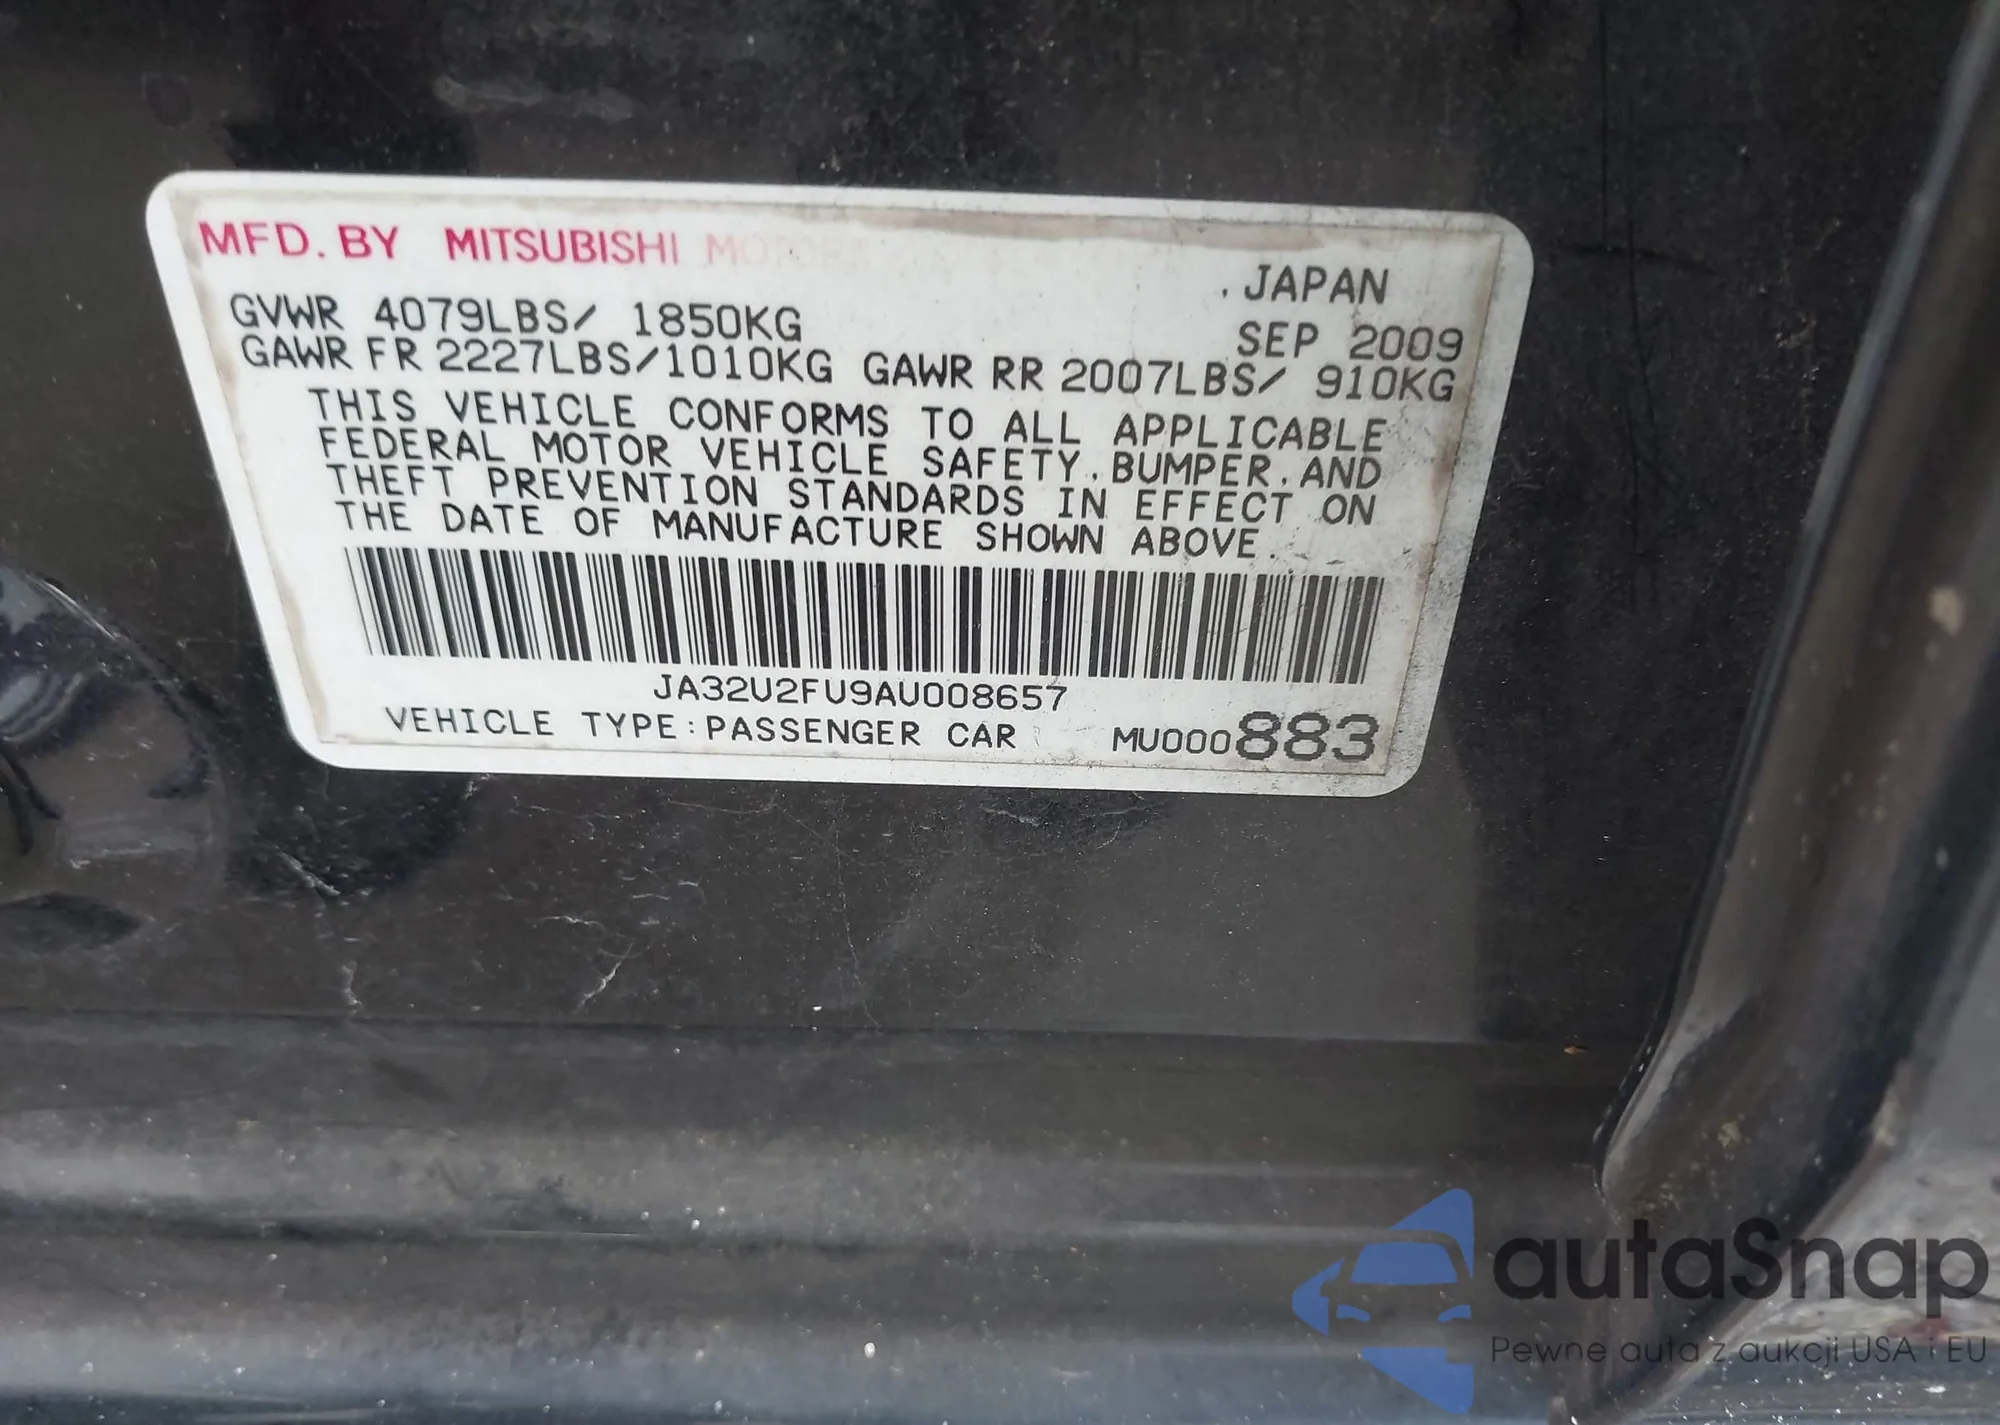 MFD. BY MITSUBISHI MOTOR
JAPAN
GVWR 4079LBS/ 1850KG SEP 2009
GAWR FR 2227LBS/1010KG GAWR RR 2007LBS/ 910KG
THIS VEHICLE CONFORMS TO ALL APPLICABLE
FEDERAL MOTOR VEHICLE SAFETY, BUMPER, AND
THEFT PREVENTION STANDARDS IN EFFECT ON
THE DATE OF MANUFACTURE SHOWN ABOVE.
JA32U2FU9AU008657
VEHICLE TYPE:PASSENGER CAR MU000883
autaSnap
Pewne auta z aukcji USA i EU